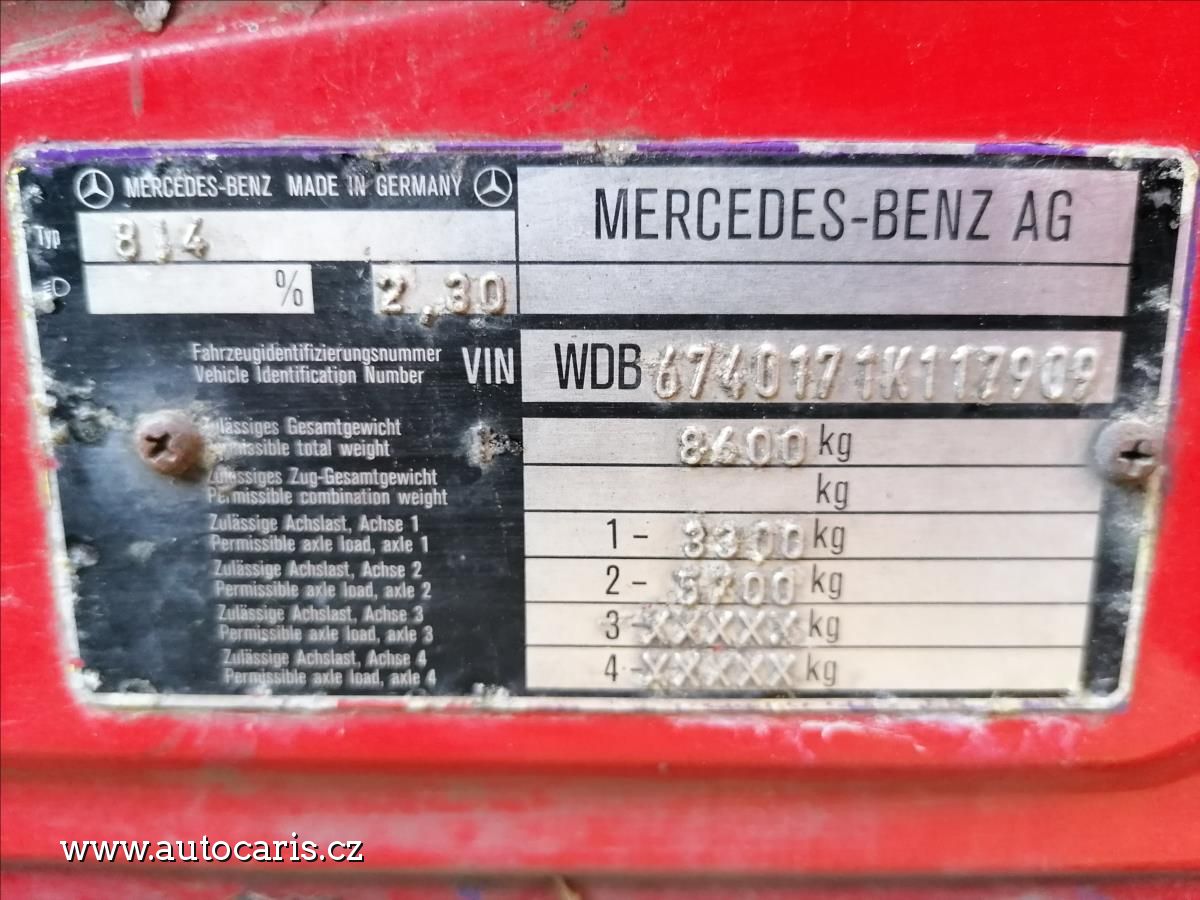 MERCEDES-BENZ MADE IN GERMANY
MERCEDES-BENZ AG
Typ 814
% 2,30
Fahrzeugidentifizierungsnummer
Vehicle Identification Number
VIN WDB6740171K117909
Zulässiges Gesamtgewicht
Permissible total weight
8600 kg
Zulässiges Zug-Gesamtgewicht
Permissible combination weight
kg
Zulässige Achslast, Achse 1
Permissible axle load, axle 1
1 - 3300 kg
Zulässige Achslast, Achse 2
Permissible axle load, axle 2
2 - kg
Zulässige Achslast, Achse 3
Permissible axle load, axle 3
3 - XXXXX kg
Zulässige Achslast, Achse 4
Permissible axle load, axle 4
4 - XXXXX kg
www.autocaris.cz